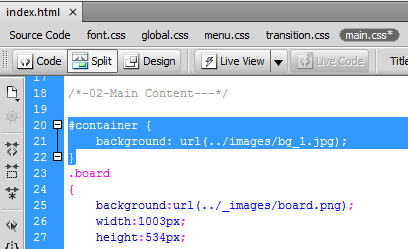 index.html
Source Code font.css global.css menu.css transition.css main.css*
Code Split Design Live View Live Code Title
17
18 /*-02-Main Content---*/
19
20 #container {
21 background: url(../images/bg_1.jpg);
22 }
23 .board
24 {
25 background:url(../_images/board.png);
26 width:1003px;
27 height:534px;